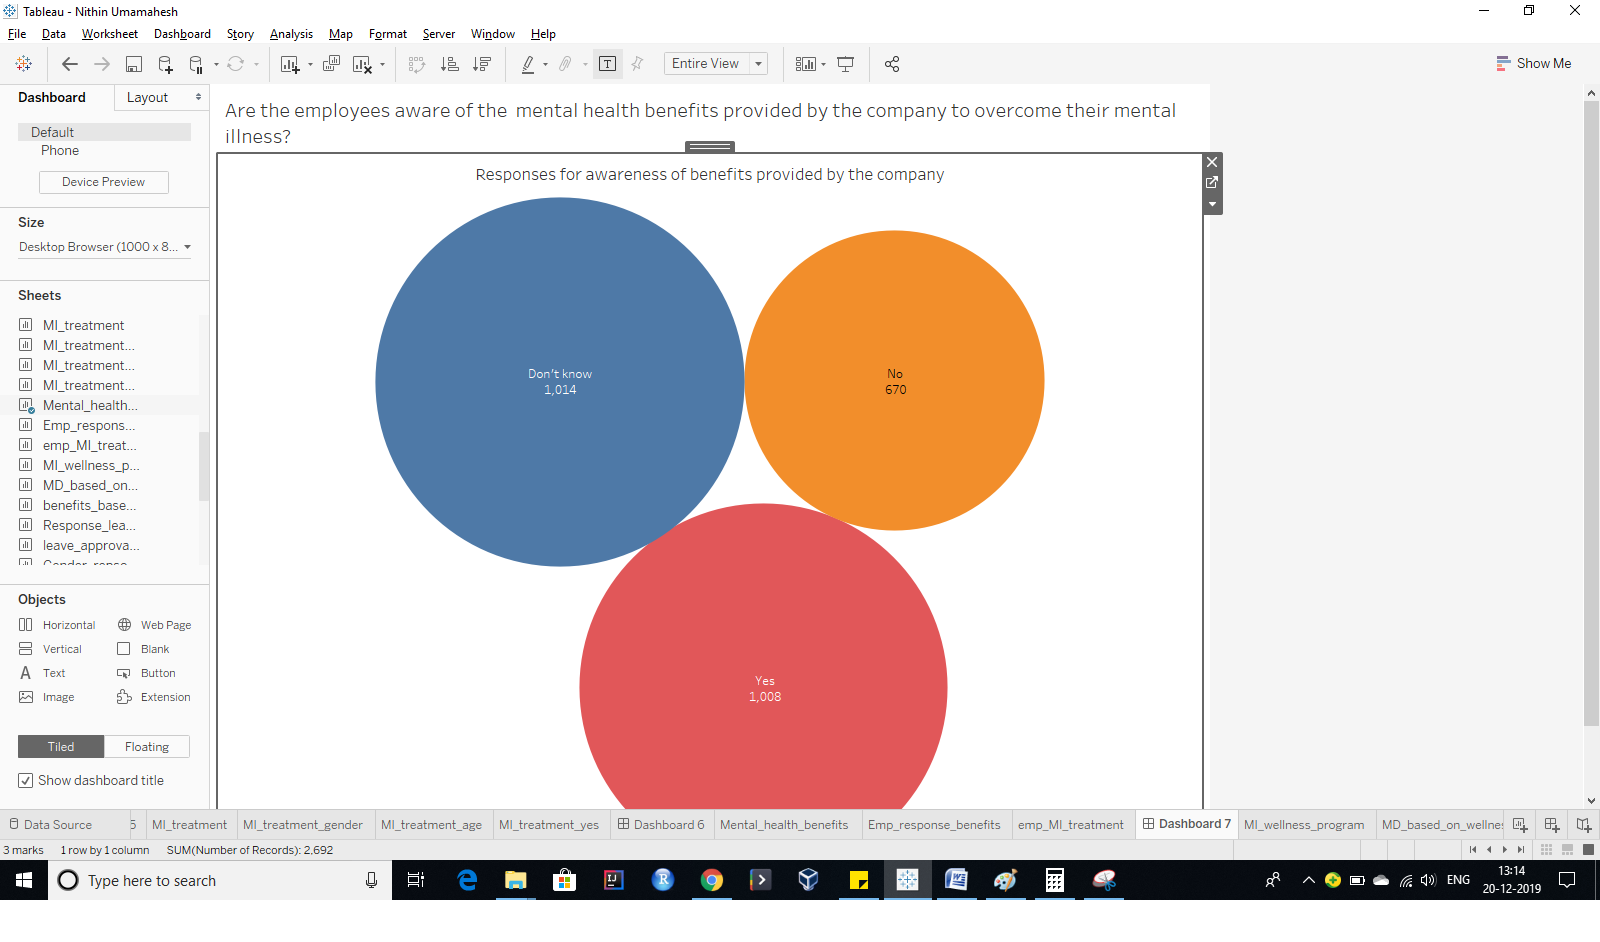 Tableau - Nithin Umamahesh
File Data Worksheet Dashboard Story Analysis Map Format Server Window Help
Entire View
Show Me
Dashboard Layout
Default
Phone
Device Preview
Size
Desktop Browser (1000 x 8...
Sheets
MI_treatment
MI_treatment...
MI_treatment...
MI_treatment...
Mental_health...
Emp_respons...
emp_MI_treat...
MI_wellness_p...
MD_based_on...
benefits_base...
Response_lea...
leave_approva...
Objects
Horizontal Web Page
Vertical Blank
Text Button
Image Extension
Tiled Floating
Show dashboard title
Are the employees aware of the mental health benefits provided by the company to overcome their mental
illness?
Responses for awareness of benefits provided by the company
Don't know
1,014
No
670
Yes
1,008
Data Source 5 MI_treatment MI_treatment_gender MI_treatment_age MI_treatment_yes Dashboard 6 Mental_health_benefits Emp_response_benefits emp_MI_treatment Dashboard 7 MI_wellness_program MD_based_on_wellnes
3 marks 1 row by 1 column SUM(Number of Records): 2,692
Type here to search
ENG
13:14
20-12-2019